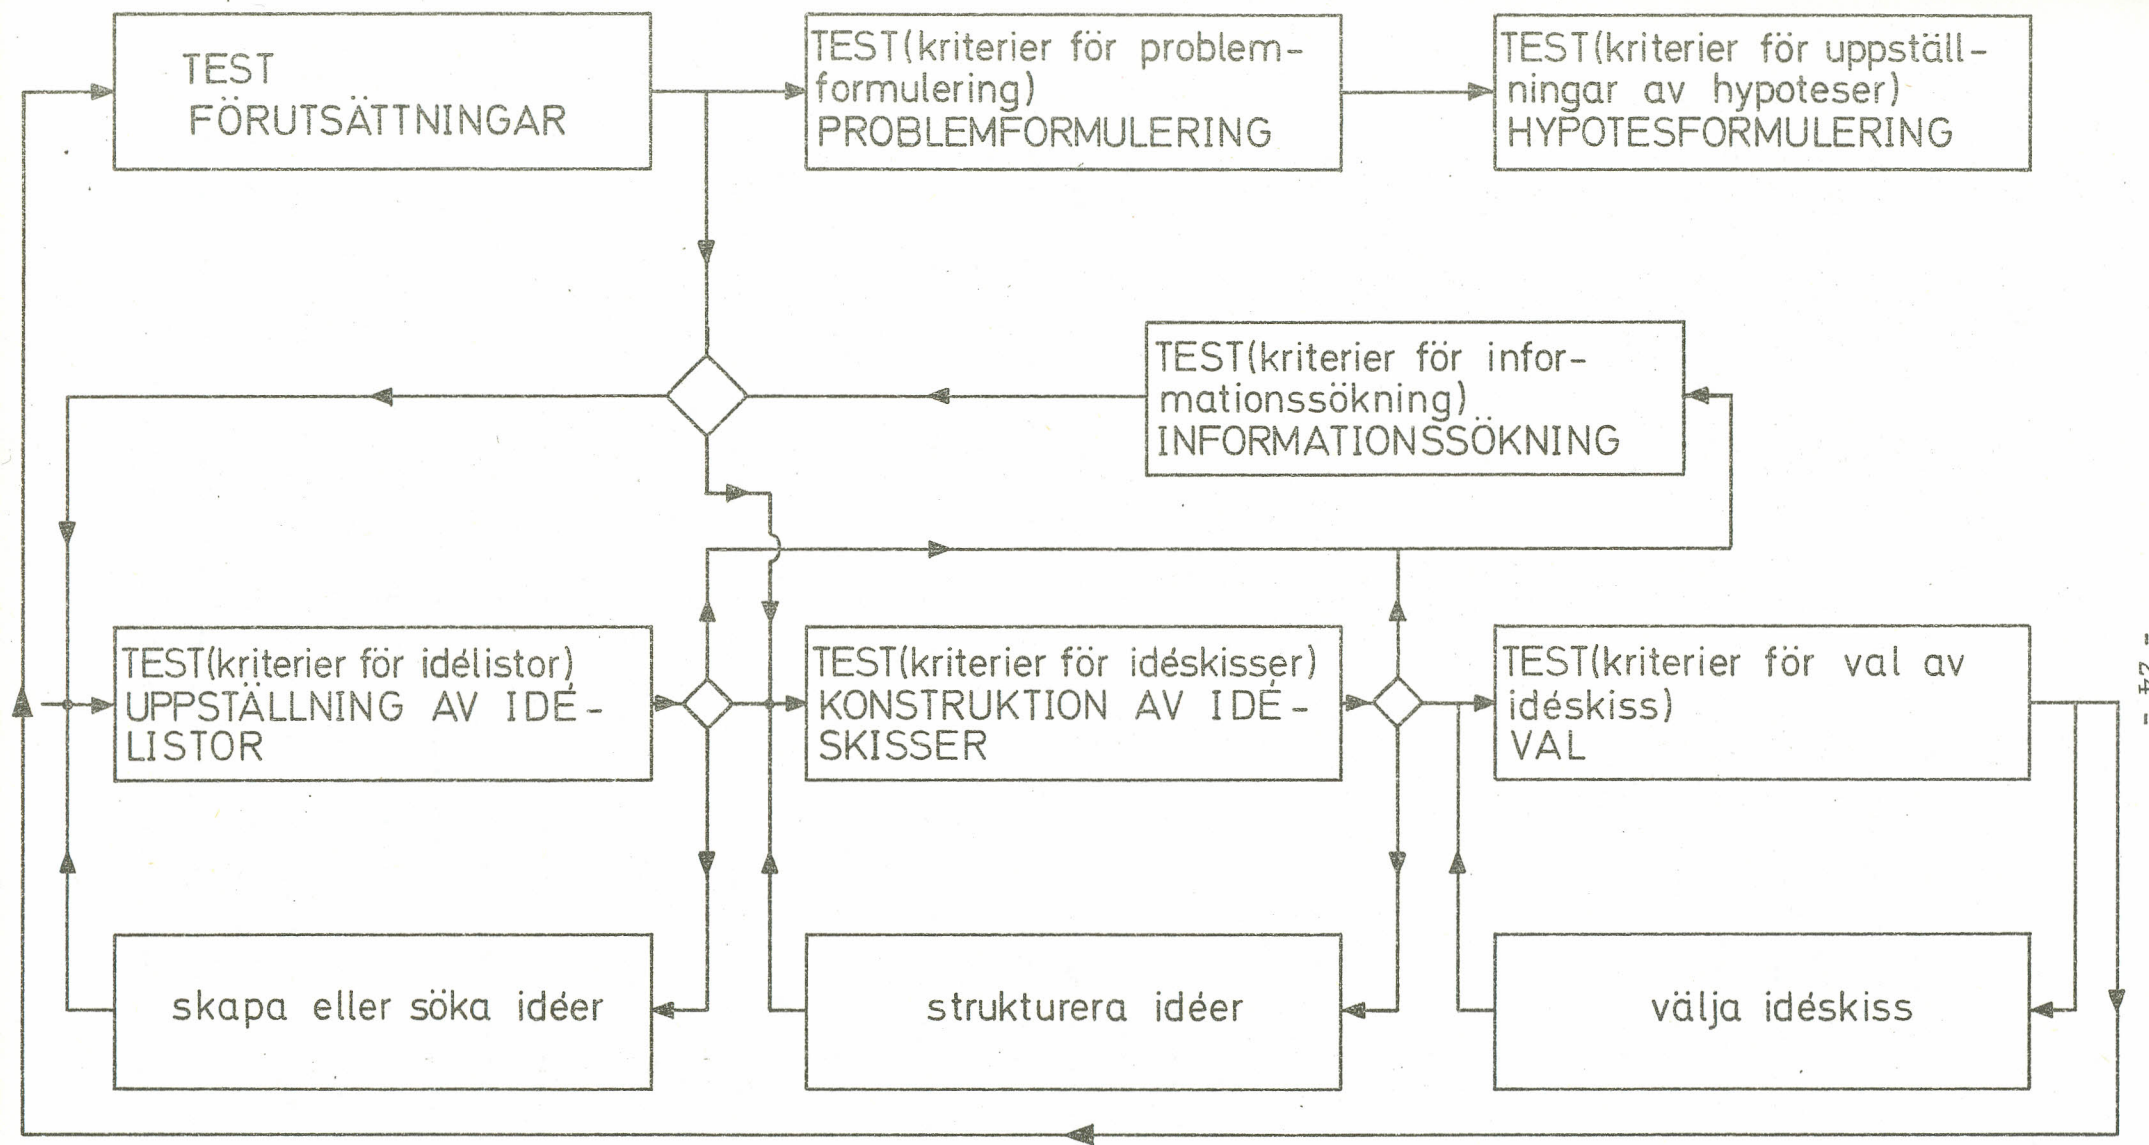 TEST
FÖRUTSÄTTNINGAR
TEST(kriterier för problem-
formulering)
PROBLEMFORMULERING
TEST(kriterier för uppställ-
ningar av hypoteser)
HYPOTESFORMULERING
TEST(kriterier för infor-
mationssökning)
INFORMATIONSSÖKNING
TEST(kriterier för idélistor)
UPPSTÄLLNING AV IDÉ-
LISTOR
TEST(kriterier för idéskisser)
KONSTRUKTION AV IDÉ-
SKISSER
TEST(kriterier för val av
idéskiss)
VAL
skapa eller söka idéer
strukturera idéer
välja idéskiss
- 24 -